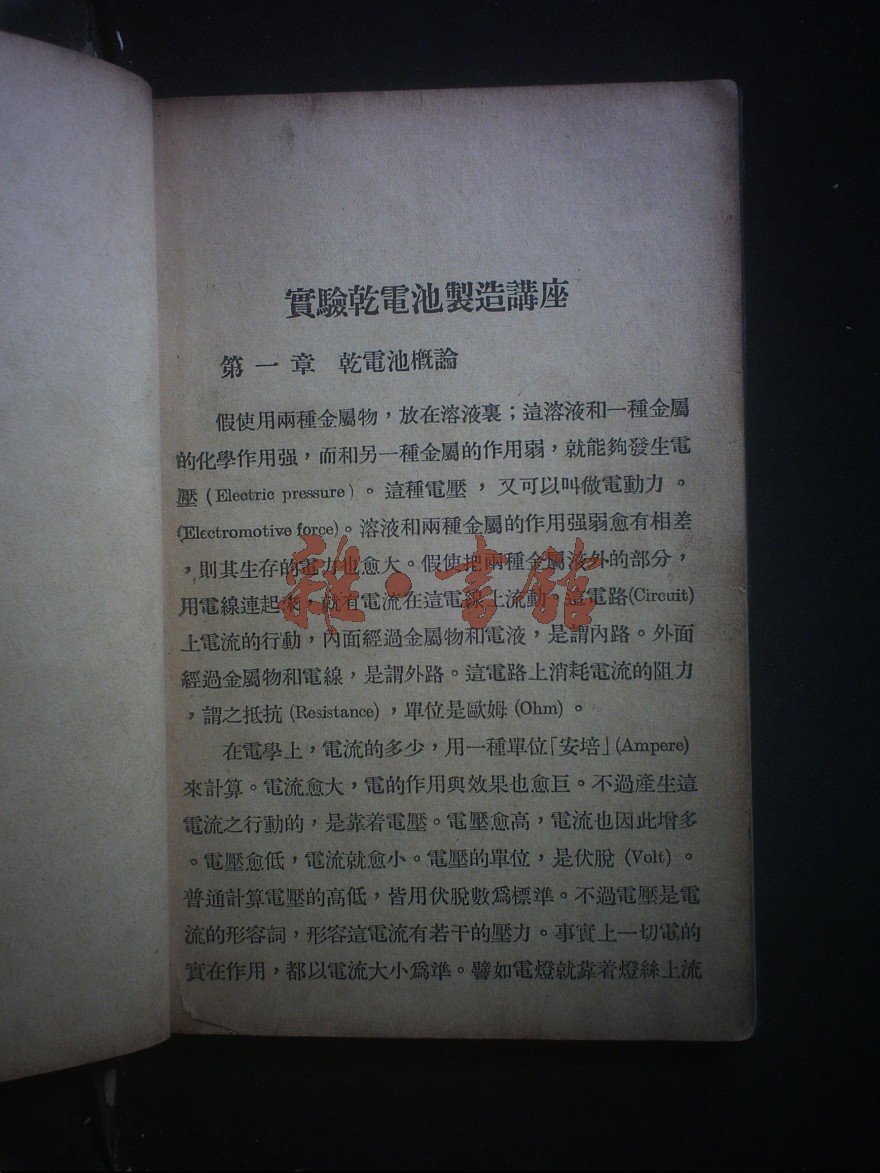 實驗乾電池製造講座
第一章 乾電池概論
假使用兩種金屬物，放在溶液裏；這溶液和一種金屬
的化學作用强，而和另一種金屬的作用弱，就能夠發生電
壓 (Electric pressure)。這種電壓，又可以叫做電動力。
(Electromotive force)。溶液和兩種金屬的作用强弱愈有相差
，則其生存的電力也愈大。假使把兩種金屬液外的部分，
用電線連起來，就有電流在這電線上流動。這電路(Circuit)
上電流的行動，內面經過金屬物和電液，是謂內路。外面
經過金屬物和電線，是謂外路。這電路上消耗電流的阻力
，謂之抵抗 (Resistance)，單位是歐姆 (Ohm)。
在電學上，電流的多少，用一種單位「安培」(Ampere)
來計算。電流愈大，電的作用與效果也愈巨。不過產生這
電流之行動的，是靠着電壓。電壓愈高，電流也因此增多
。電壓愈低，電流就愈小。電壓的單位，是伏脫 (Volt)。
普通計算電壓的高低，皆用伏脫數爲標準。不過電壓是電
流的形容詞，形容這電流有若干的壓力。事實上一切電的
實在作用，都以電流大小爲準。譬如電燈就靠着燈絲上流
雜·書館